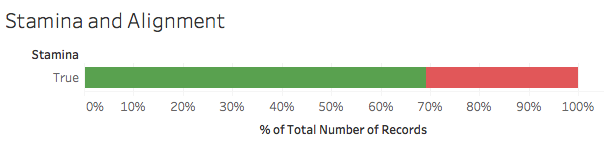 Stamina and Alignment
Stamina
True
0% 10% 20% 30% 40% 50% 60% 70% 80% 90% 100%
% of Total Number of Records